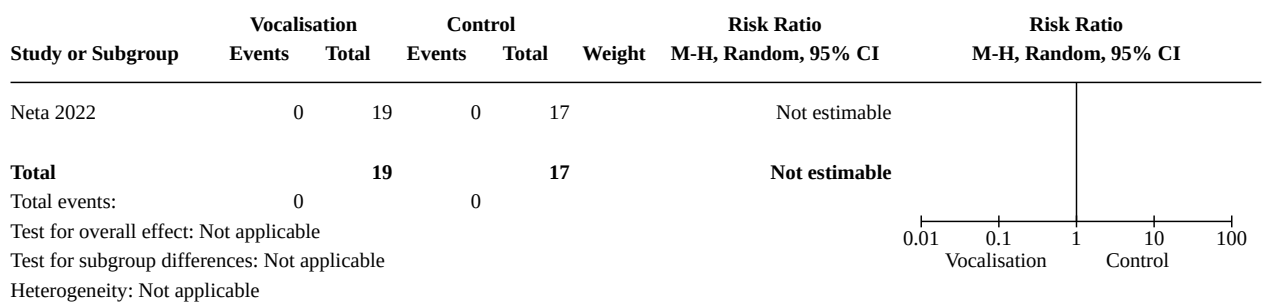 Vocalisation Control Risk Ratio Risk Ratio
Study or Subgroup Events Total Events Total Weight M-H, Random, 95% CI M-H, Random, 95% CI
Neta 2022 0 19 0 17 Not estimable
Total 19 17 Not estimable
Total events: 0 0
Test for overall effect: Not applicable
0.01 0.1 1 10 100
Test for subgroup differences: Not applicable Vocalisation Control
Heterogeneity: Not applicable